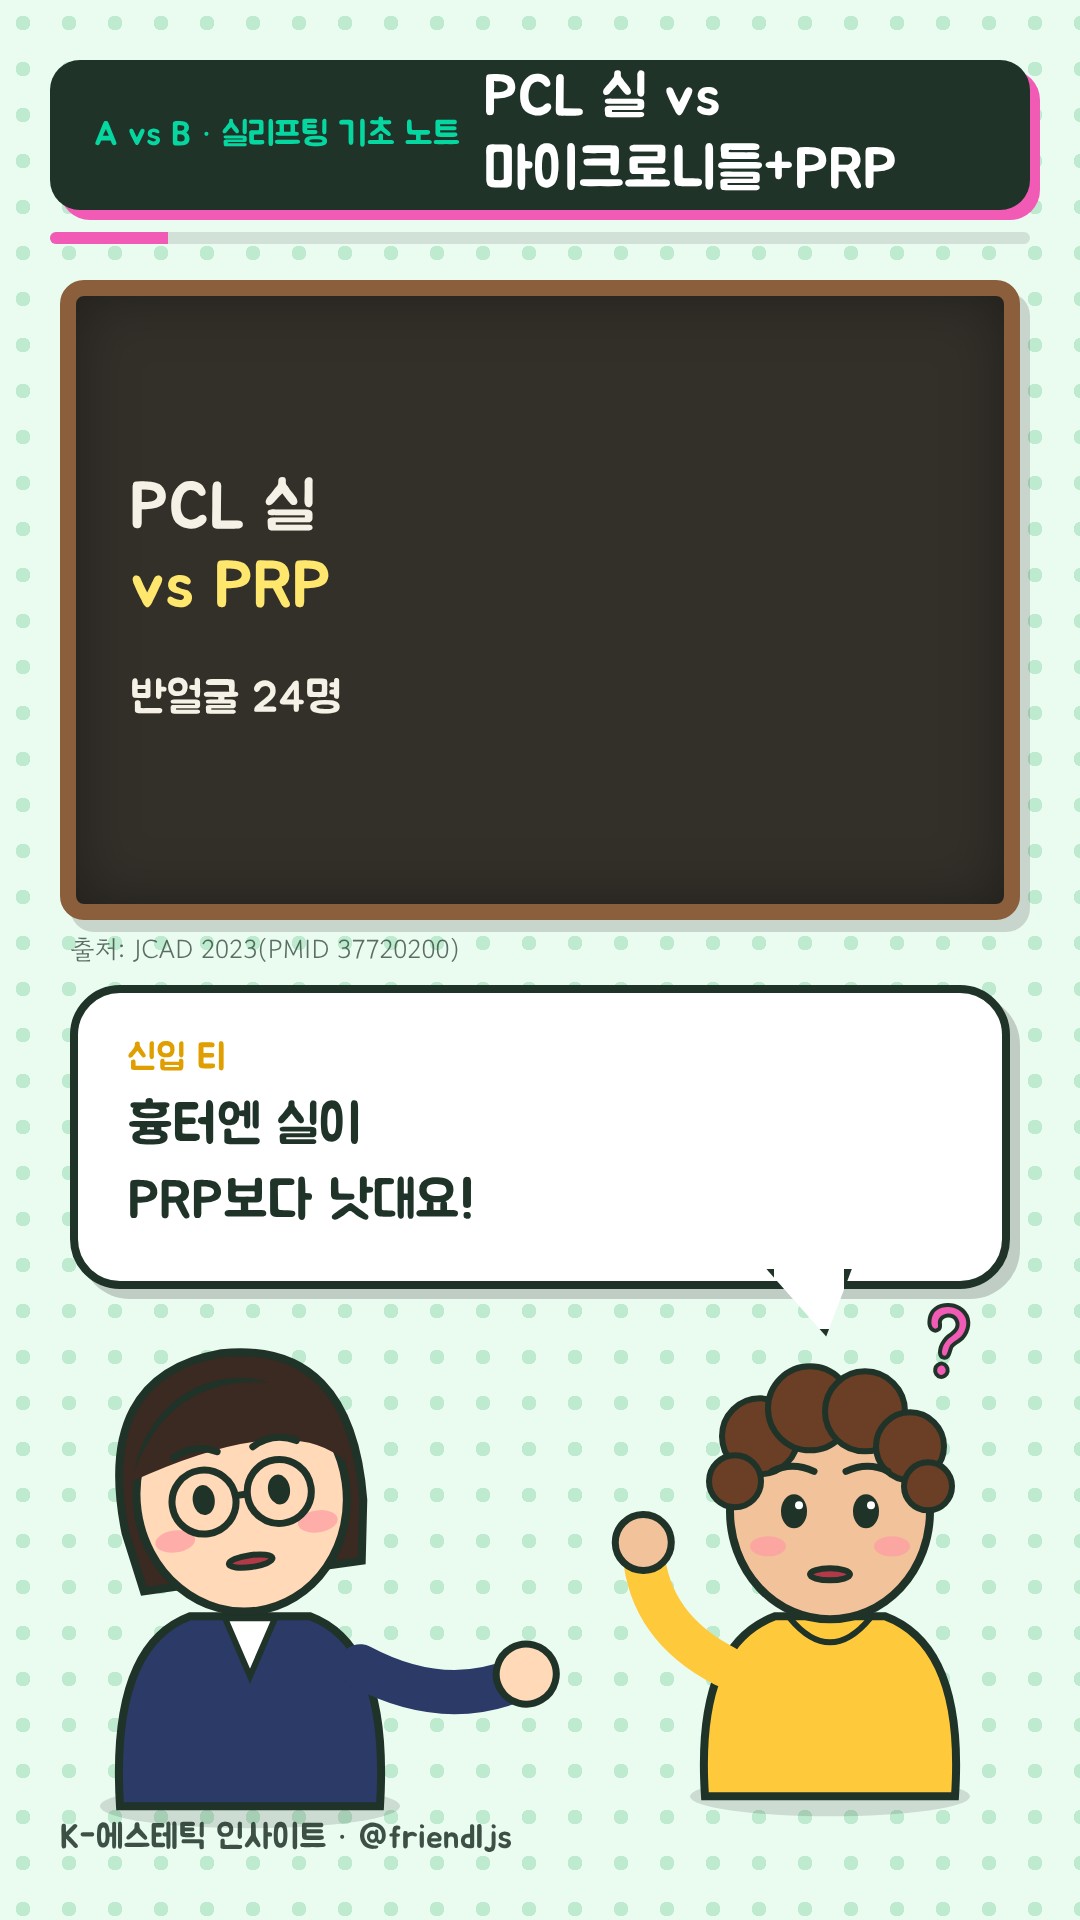 A vs B · 실리프팅 기초 노트
PCL 실 vs
마이크로니들+PRP
PCL 실
vs PRP
반얼굴 24명
출처: JCAD 2023(PMID 37720200)
신입 티
흉터엔 실이
PRP보다 낫대요!
?
K-에스테틱 인사이트 · @friendljs